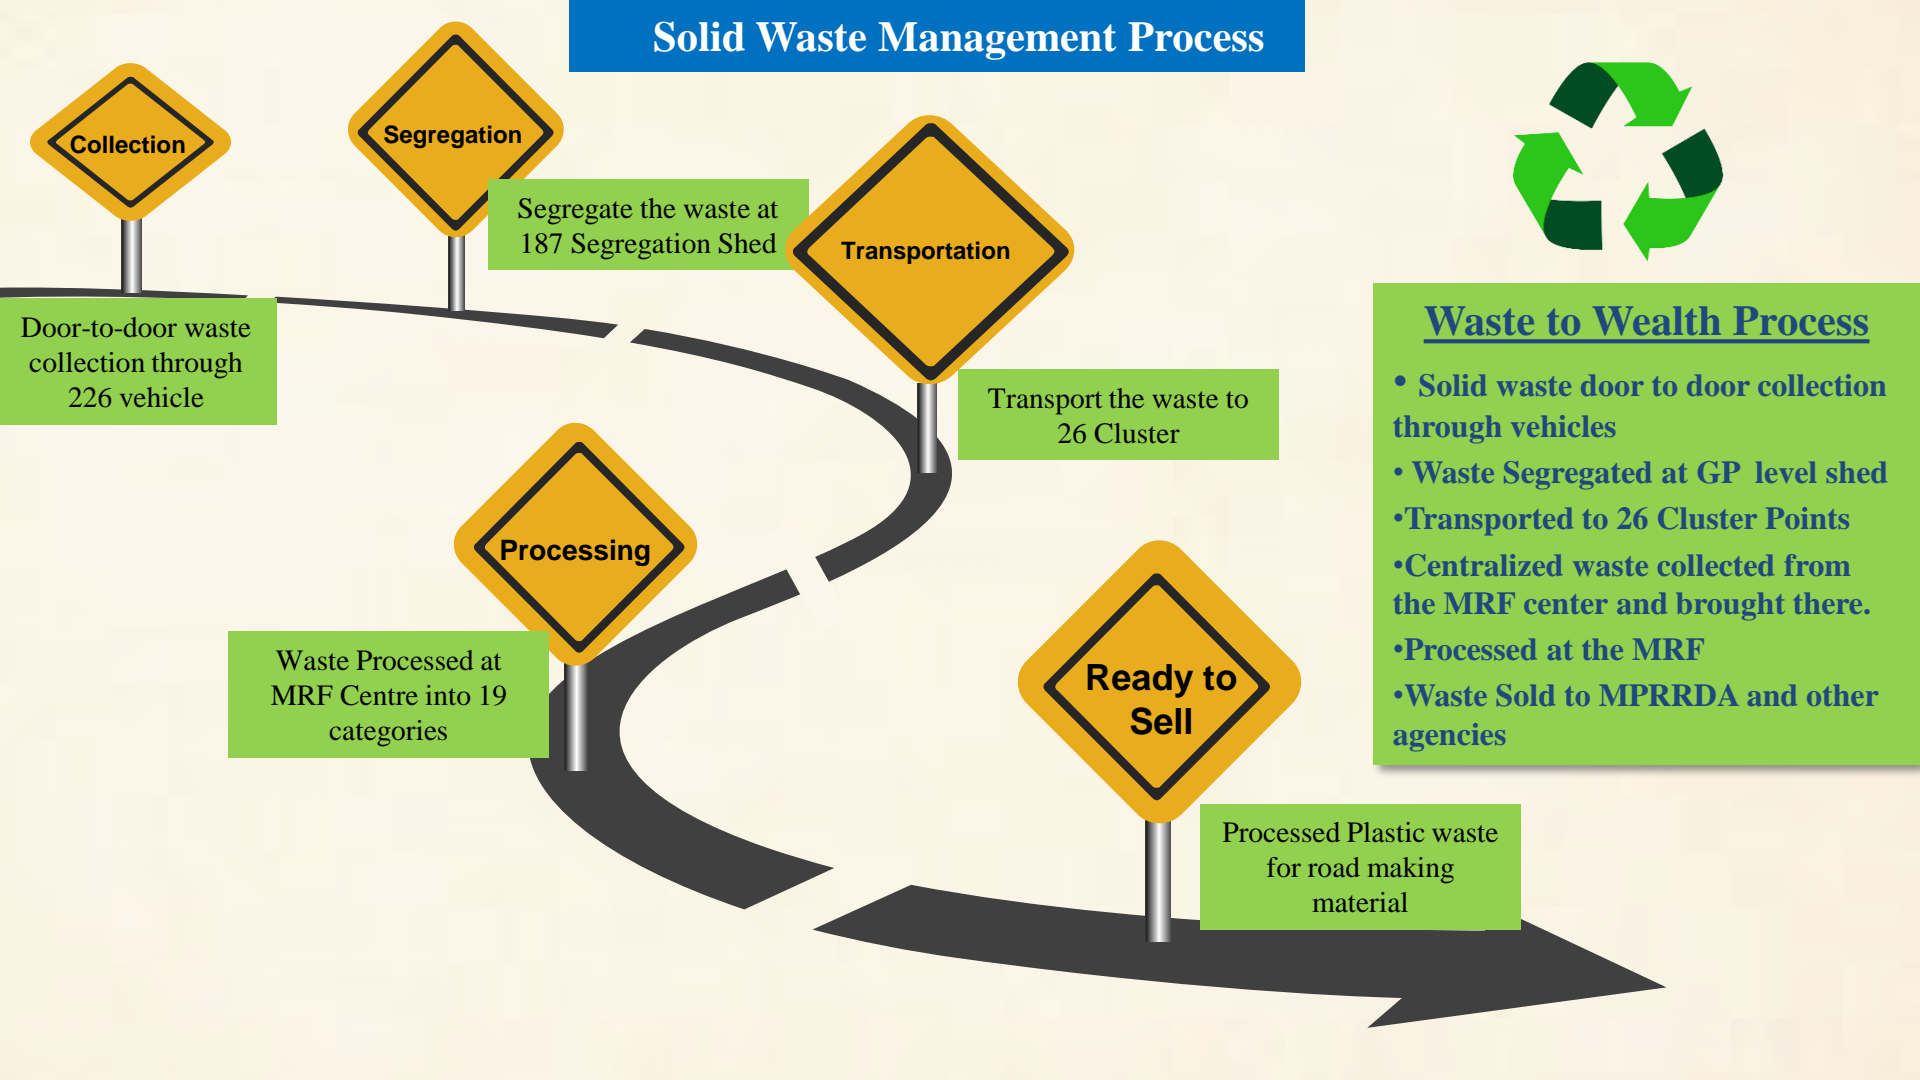 Solid Waste Management Process
Collection
Door-to-door waste
collection through
226 vehicle
Segregation
Segregate the waste at
187 Segregation Shed
Transportation
Transport the waste to
26 Cluster
Processing
Waste Processed at
MRF Centre into 19
categories
Ready to
Sell
Processed Plastic waste
for road making
material
Waste to Wealth Process
• Solid waste door to door collection
through vehicles
• Waste Segregated at GP level shed
•Transported to 26 Cluster Points
•Centralized waste collected from
the MRF center and brought there.
•Processed at the MRF
•Waste Sold to MPRRDA and other
agencies